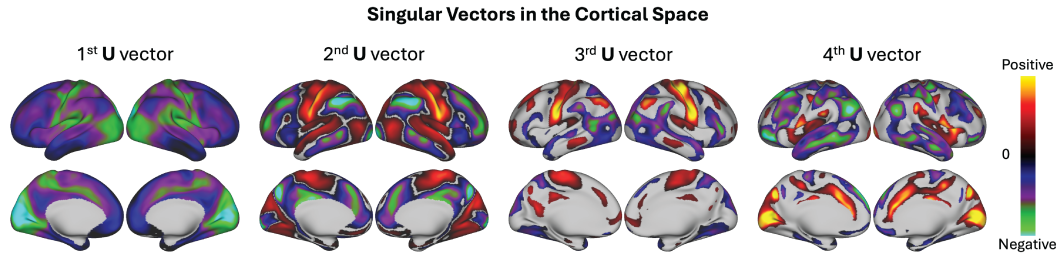 Singular Vectors in the Cortical Space
1st U vector
2nd U vector
3rd U vector
4th U vector
Positive
0
Negative